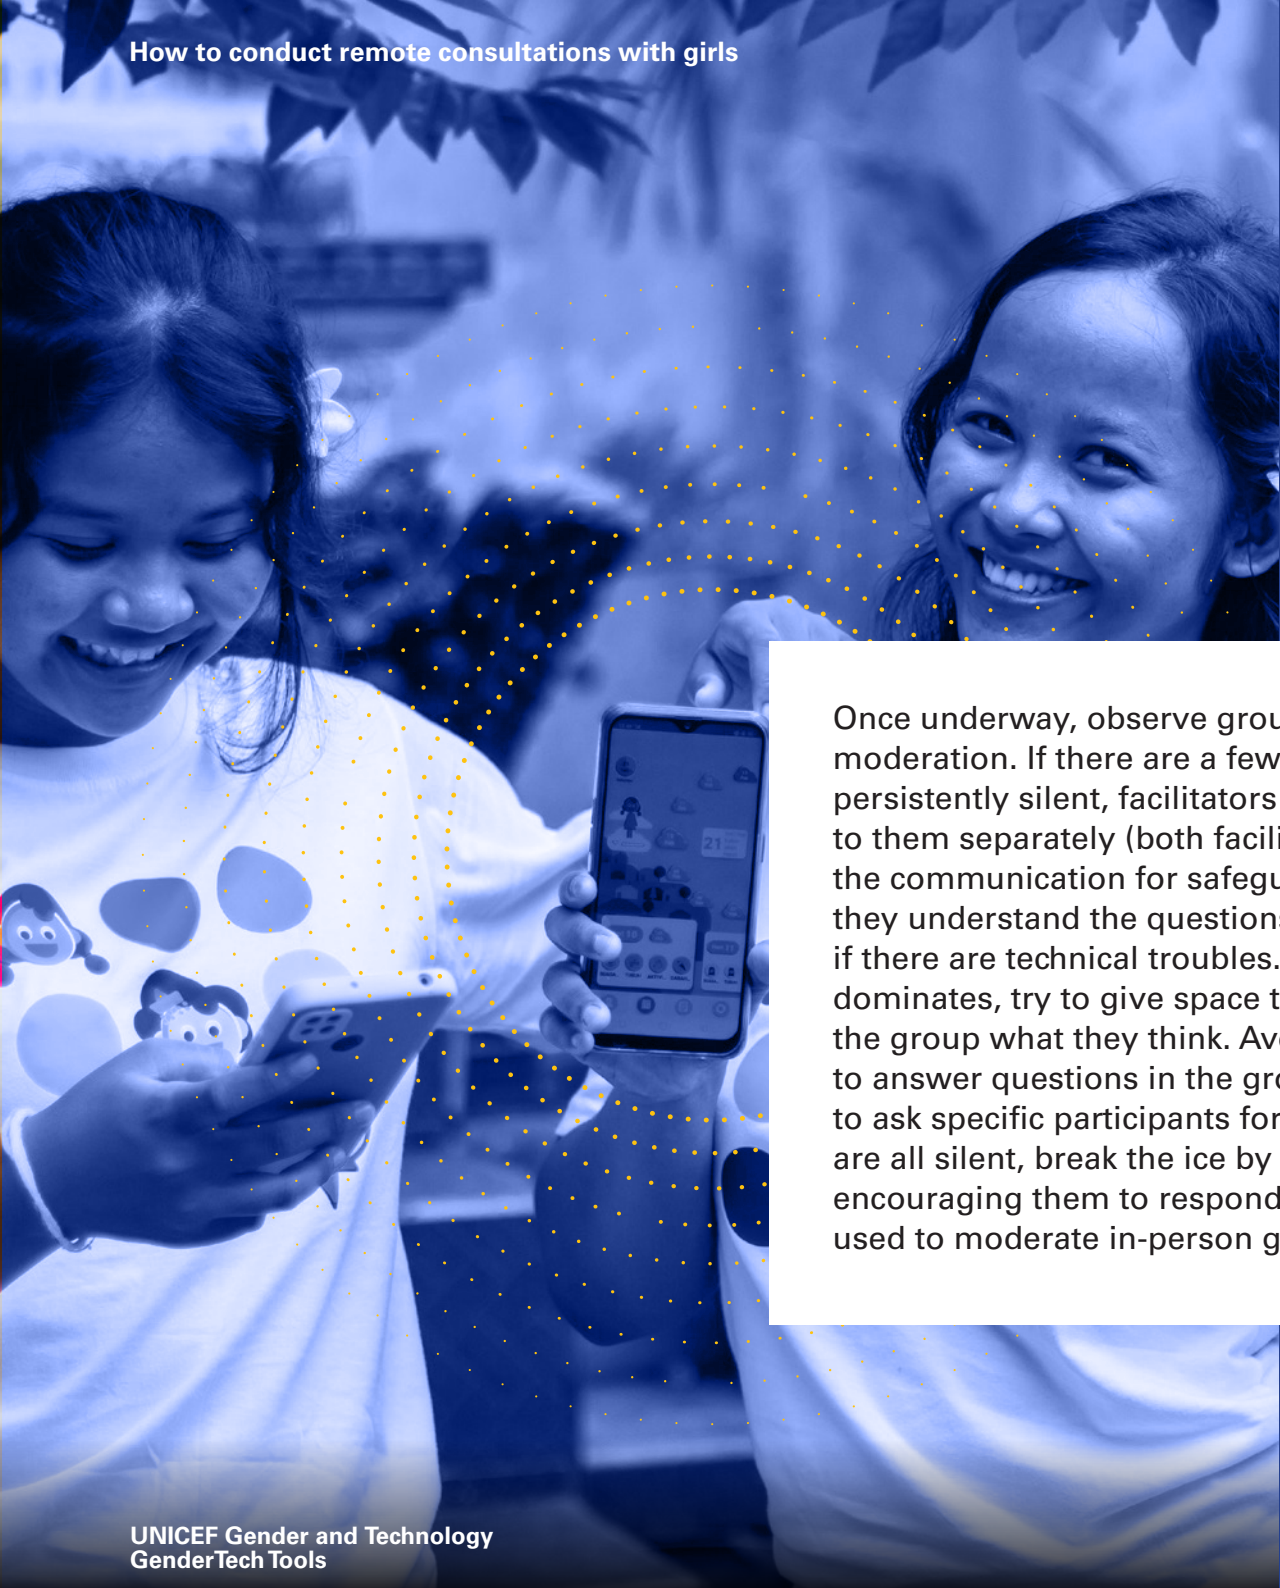 How to conduct remote consultations with girls
Once underway, observe grou
moderation. If there are a few
persistently silent, facilitators
to them separately (both facili
the communication for safegu
they understand the questions
if there are technical troubles.
dominates, try to give space t
the group what they think. Avo
to answer questions in the gro
to ask specific participants for
are all silent, break the ice by
encouraging them to respond
used to moderate in-person g
21
UNICEF Gender and Technology
GenderTech Tools